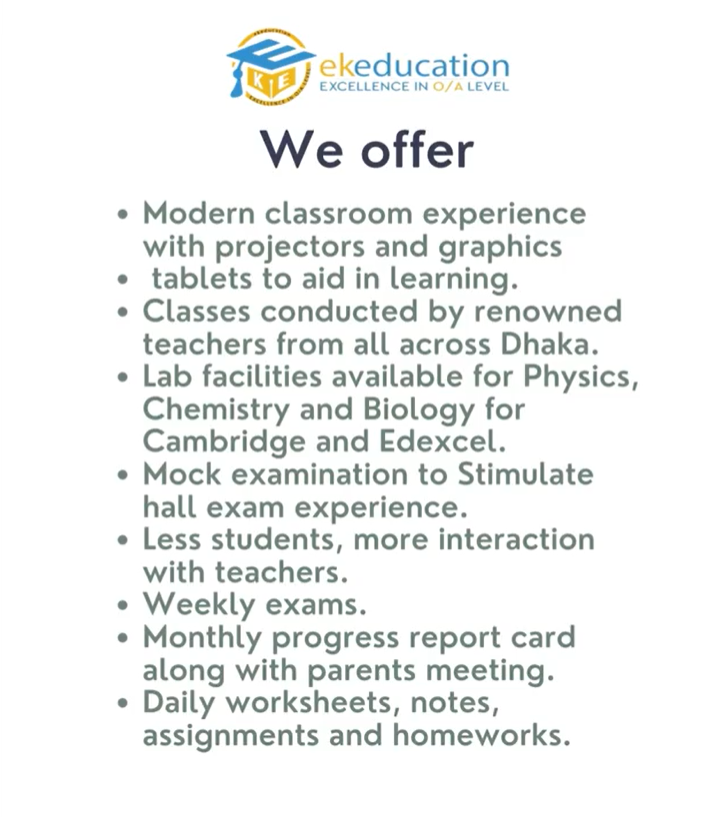 KE
ekeducation
EXCELLENCE IN O/A LEVEL
We offer
• Modern classroom experience
with projectors and graphics
• tablets to aid in learning.
• Classes conducted by renowned
teachers from all across Dhaka.
• Lab facilities available for Physics,
Chemistry and Biology for
Cambridge and Edexcel.
• Mock examination to Stimulate
hall exam experience.
• Less students, more interaction
with teachers.
• Weekly exams.
• Monthly progress report card
along with parents meeting.
• Daily worksheets, notes,
assignments and homeworks.